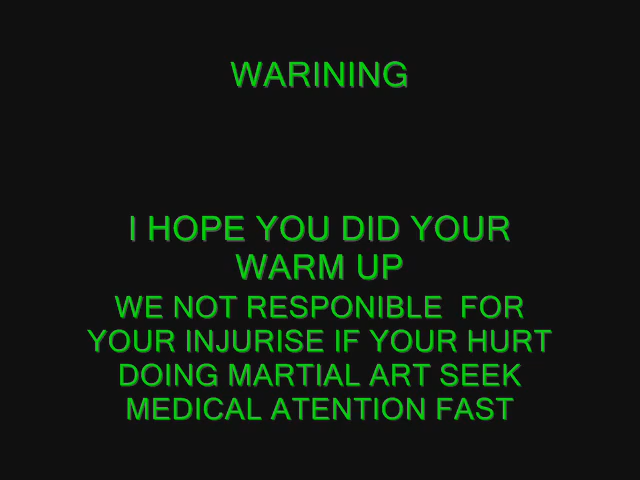 WARINING
I HOPE YOU DID YOUR
WARM UP
WE NOT RESPONIBLE  FOR
YOUR INJURISE IF YOUR HURT
DOING MARTIAL ART SEEK
MEDICAL ATENTION FAST